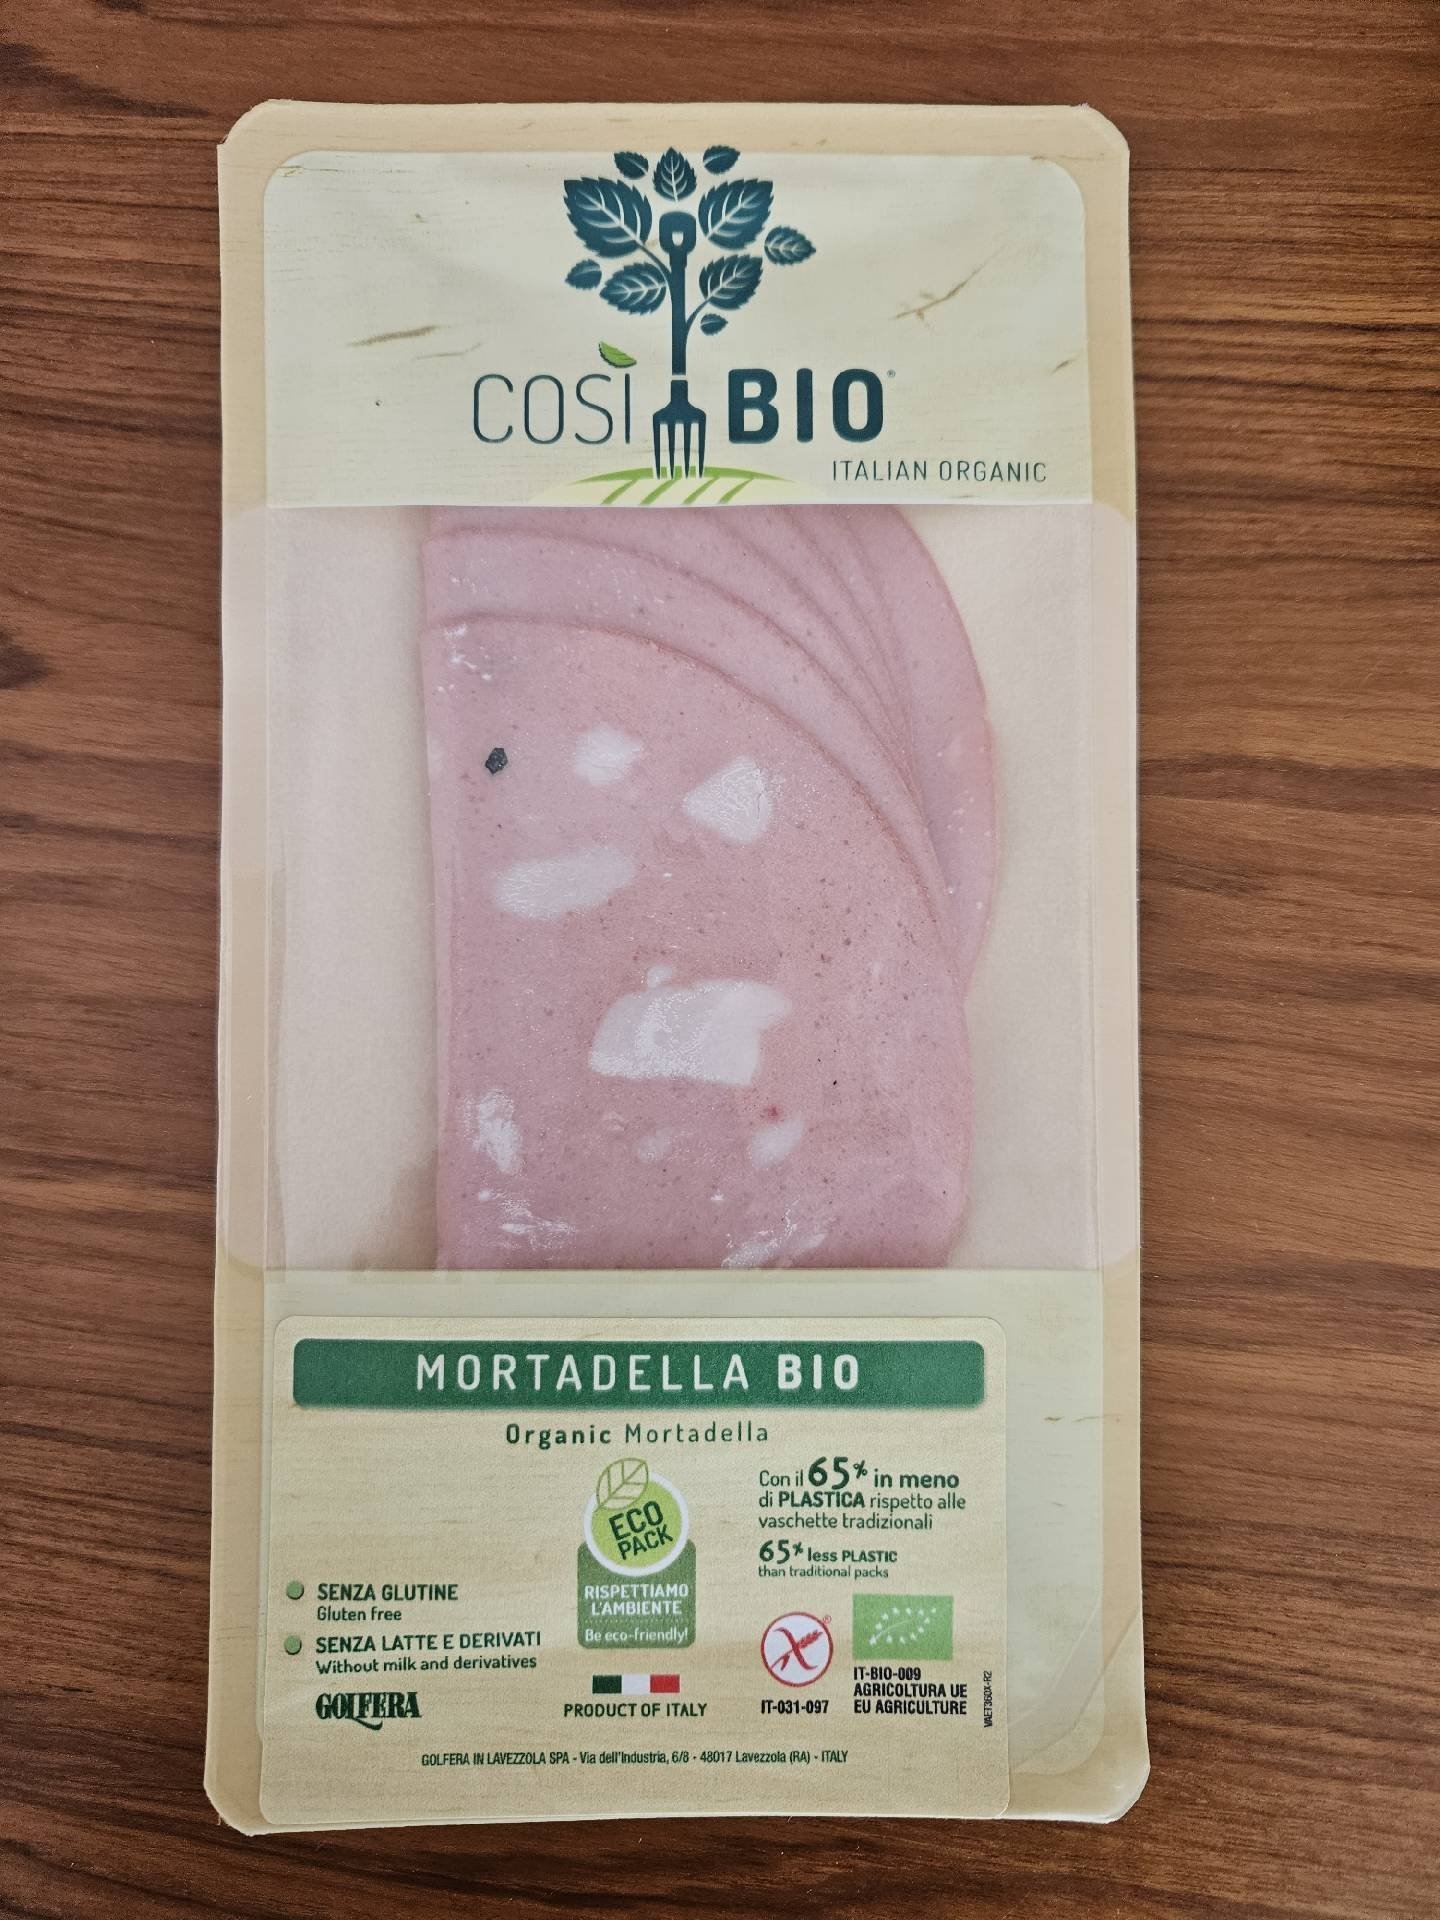 COSÌ BIO®
ITALIAN ORGANIC
MORTADELLA BIO
Organic Mortadella
ECO
PACK
RISPETTIAMO
L'AMBIENTE
Be eco-friendly!
Con il 65% in meno
di PLASTICA rispetto alle
vaschette tradizionali
65% less PLASTIC
than traditional packs
SENZA GLUTINE
Gluten free
SENZA LATTE E DERIVATI
Without milk and derivatives
GOLFERA
PRODUCT OF ITALY
IT-031-097
IT-BIO-009
AGRICOLTURA UE
EU AGRICULTURE
VAET360X-R2
GOLFERA IN LAVEZZOLA SPA - Via dell'Industria, 6/8 - 48017 Lavezzola (RA) - ITALY